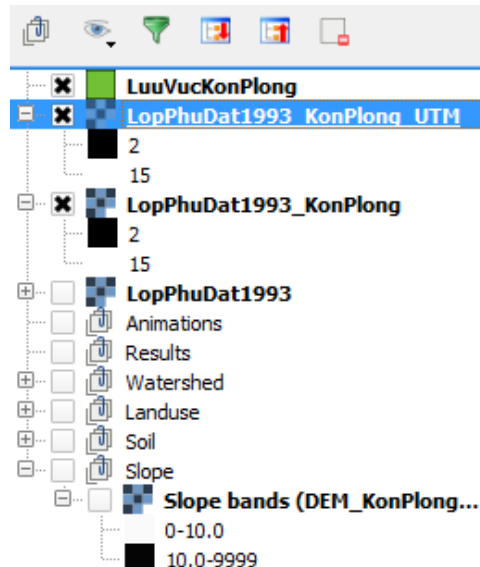 LuuVucKonPlong
LopPhuDat1993_KonPlong_UTM
2
15
LopPhuDat1993_KonPlong
2
15
LopPhuDat1993
Animations
Results
Watershed
Landuse
Soil
Slope
Slope bands (DEM_KonPlong...
0-10.0
10.0-9999